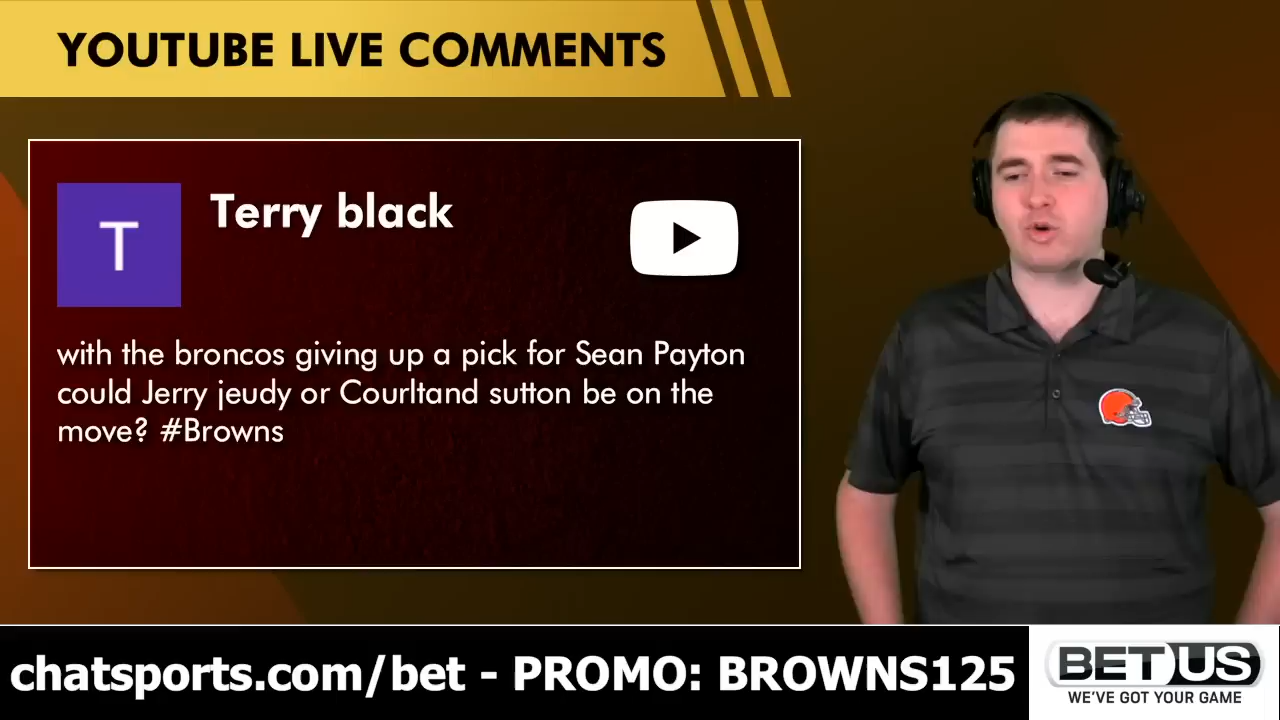 YOUTUBE LIVE COMMENTS
T
Terry black
with the broncos giving up a pick for Sean Payton
could Jerry jeudy or Courltand sutton be on the
move? #Browns
chatsports.com/bet - PROMO: BROWNS125
BETUS
WE'VE GOT YOUR GAME